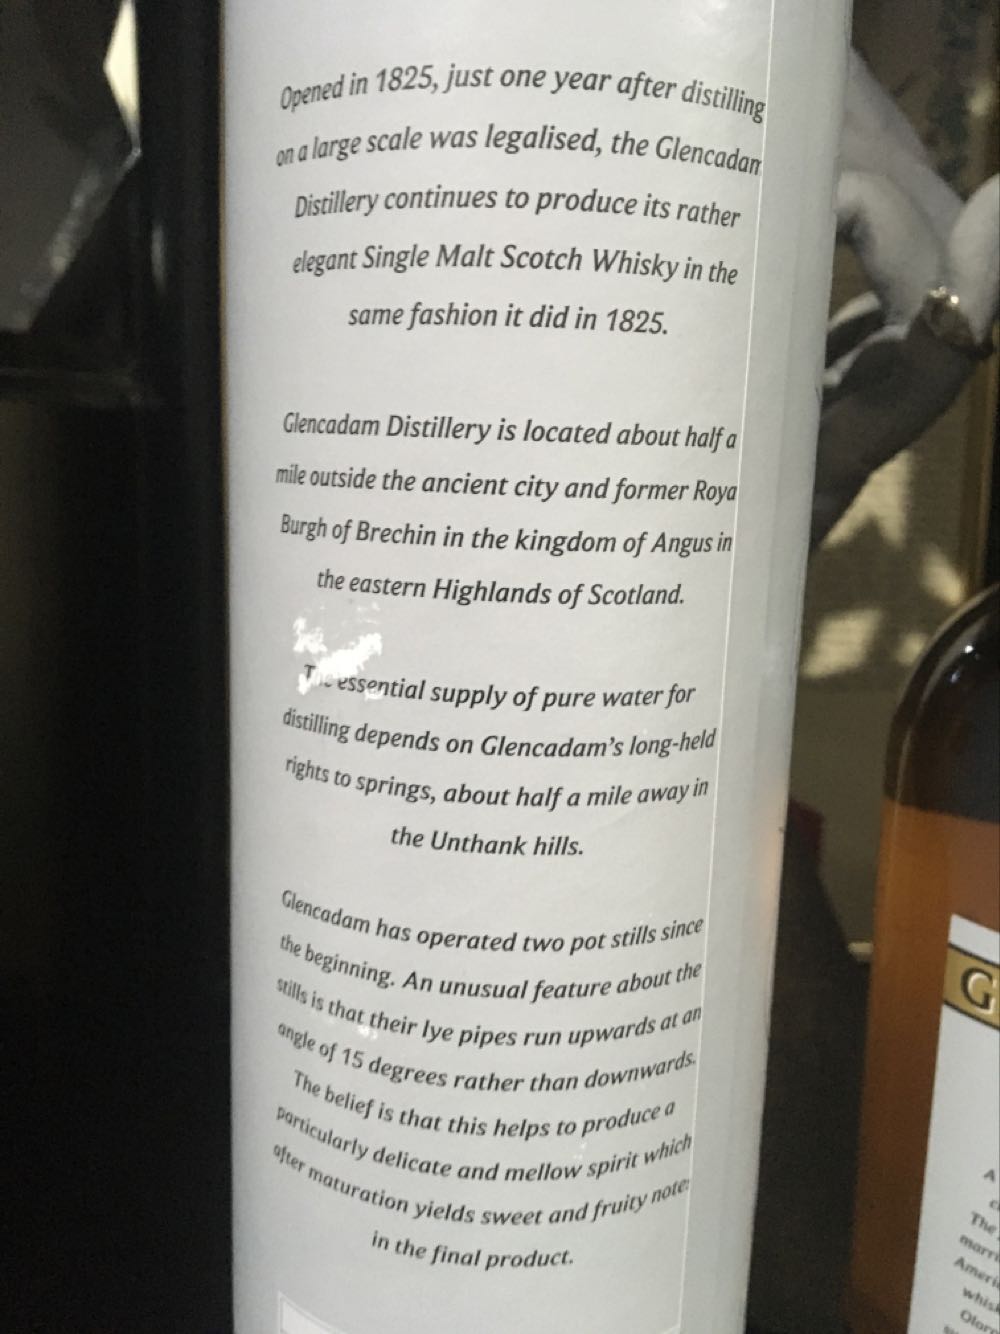 Opened in 1825, just one year after distilling
on a large scale was legalised, the Glencadam
Distillery continues to produce its rather
elegant Single Malt Scotch Whisky in the
same fashion it did in 1825.
Glencadam Distillery is located about half a
mile outside the ancient city and former Roya
Burgh of Brechin in the kingdom of Angus in
the eastern Highlands of Scotland.
The essential supply of pure water for
distilling depends on Glencadam's long-held
rights to springs, about half a mile away in
the Unthank hills.
Glencadam has operated two pot stills since
the beginning. An unusual feature about the
stills is that their lye pipes run upwards at an
angle of 15 degrees rather than downwards.
The belief is that this helps to produce a
particularly delicate and mellow spirit which
after maturation yields sweet and fruity note
in the final product.
G
A
The
marri
Ameri
whisk
Oloro